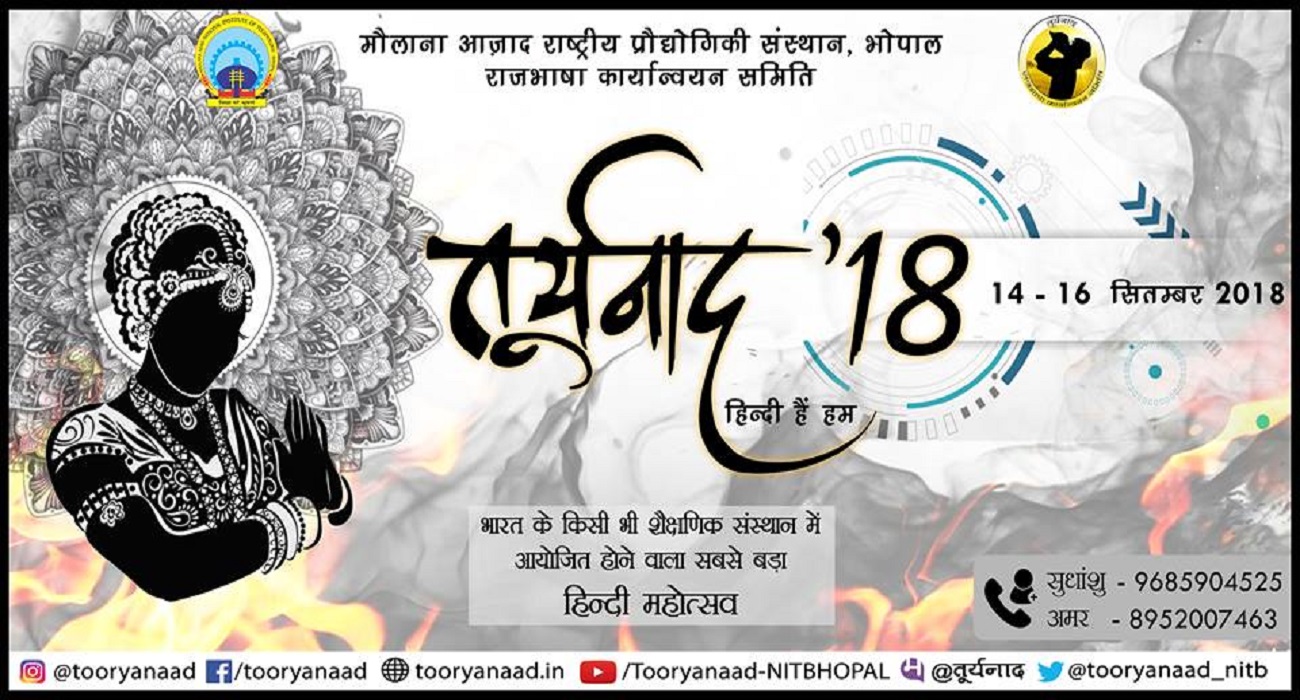 मौलाना आज़ाद राष्ट्रीय प्रौद्योगिकी संस्थान, भोपाल
राजभाषा कार्यान्वयन समिति
तूर्यनाद
तूर्यनाद '18
14 - 16 सितम्बर 2018
हिन्दी हैं हम
भारत के किसी भी शैक्षणिक संस्थान में
आयोजित होने वाला सबसे बड़ा
हिन्दी महोत्सव
सुधांशु - 9685904525
अमर - 8952007463
@tooryanaad /tooryanaad tooryanaad.in /Tooryanaad-NITBHOPAL @तूर्यनाद @tooryanaad_nitb